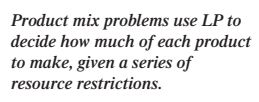 Product mix problems use LP to
decide how much of each product
to make, given a series of
resource restrictions.